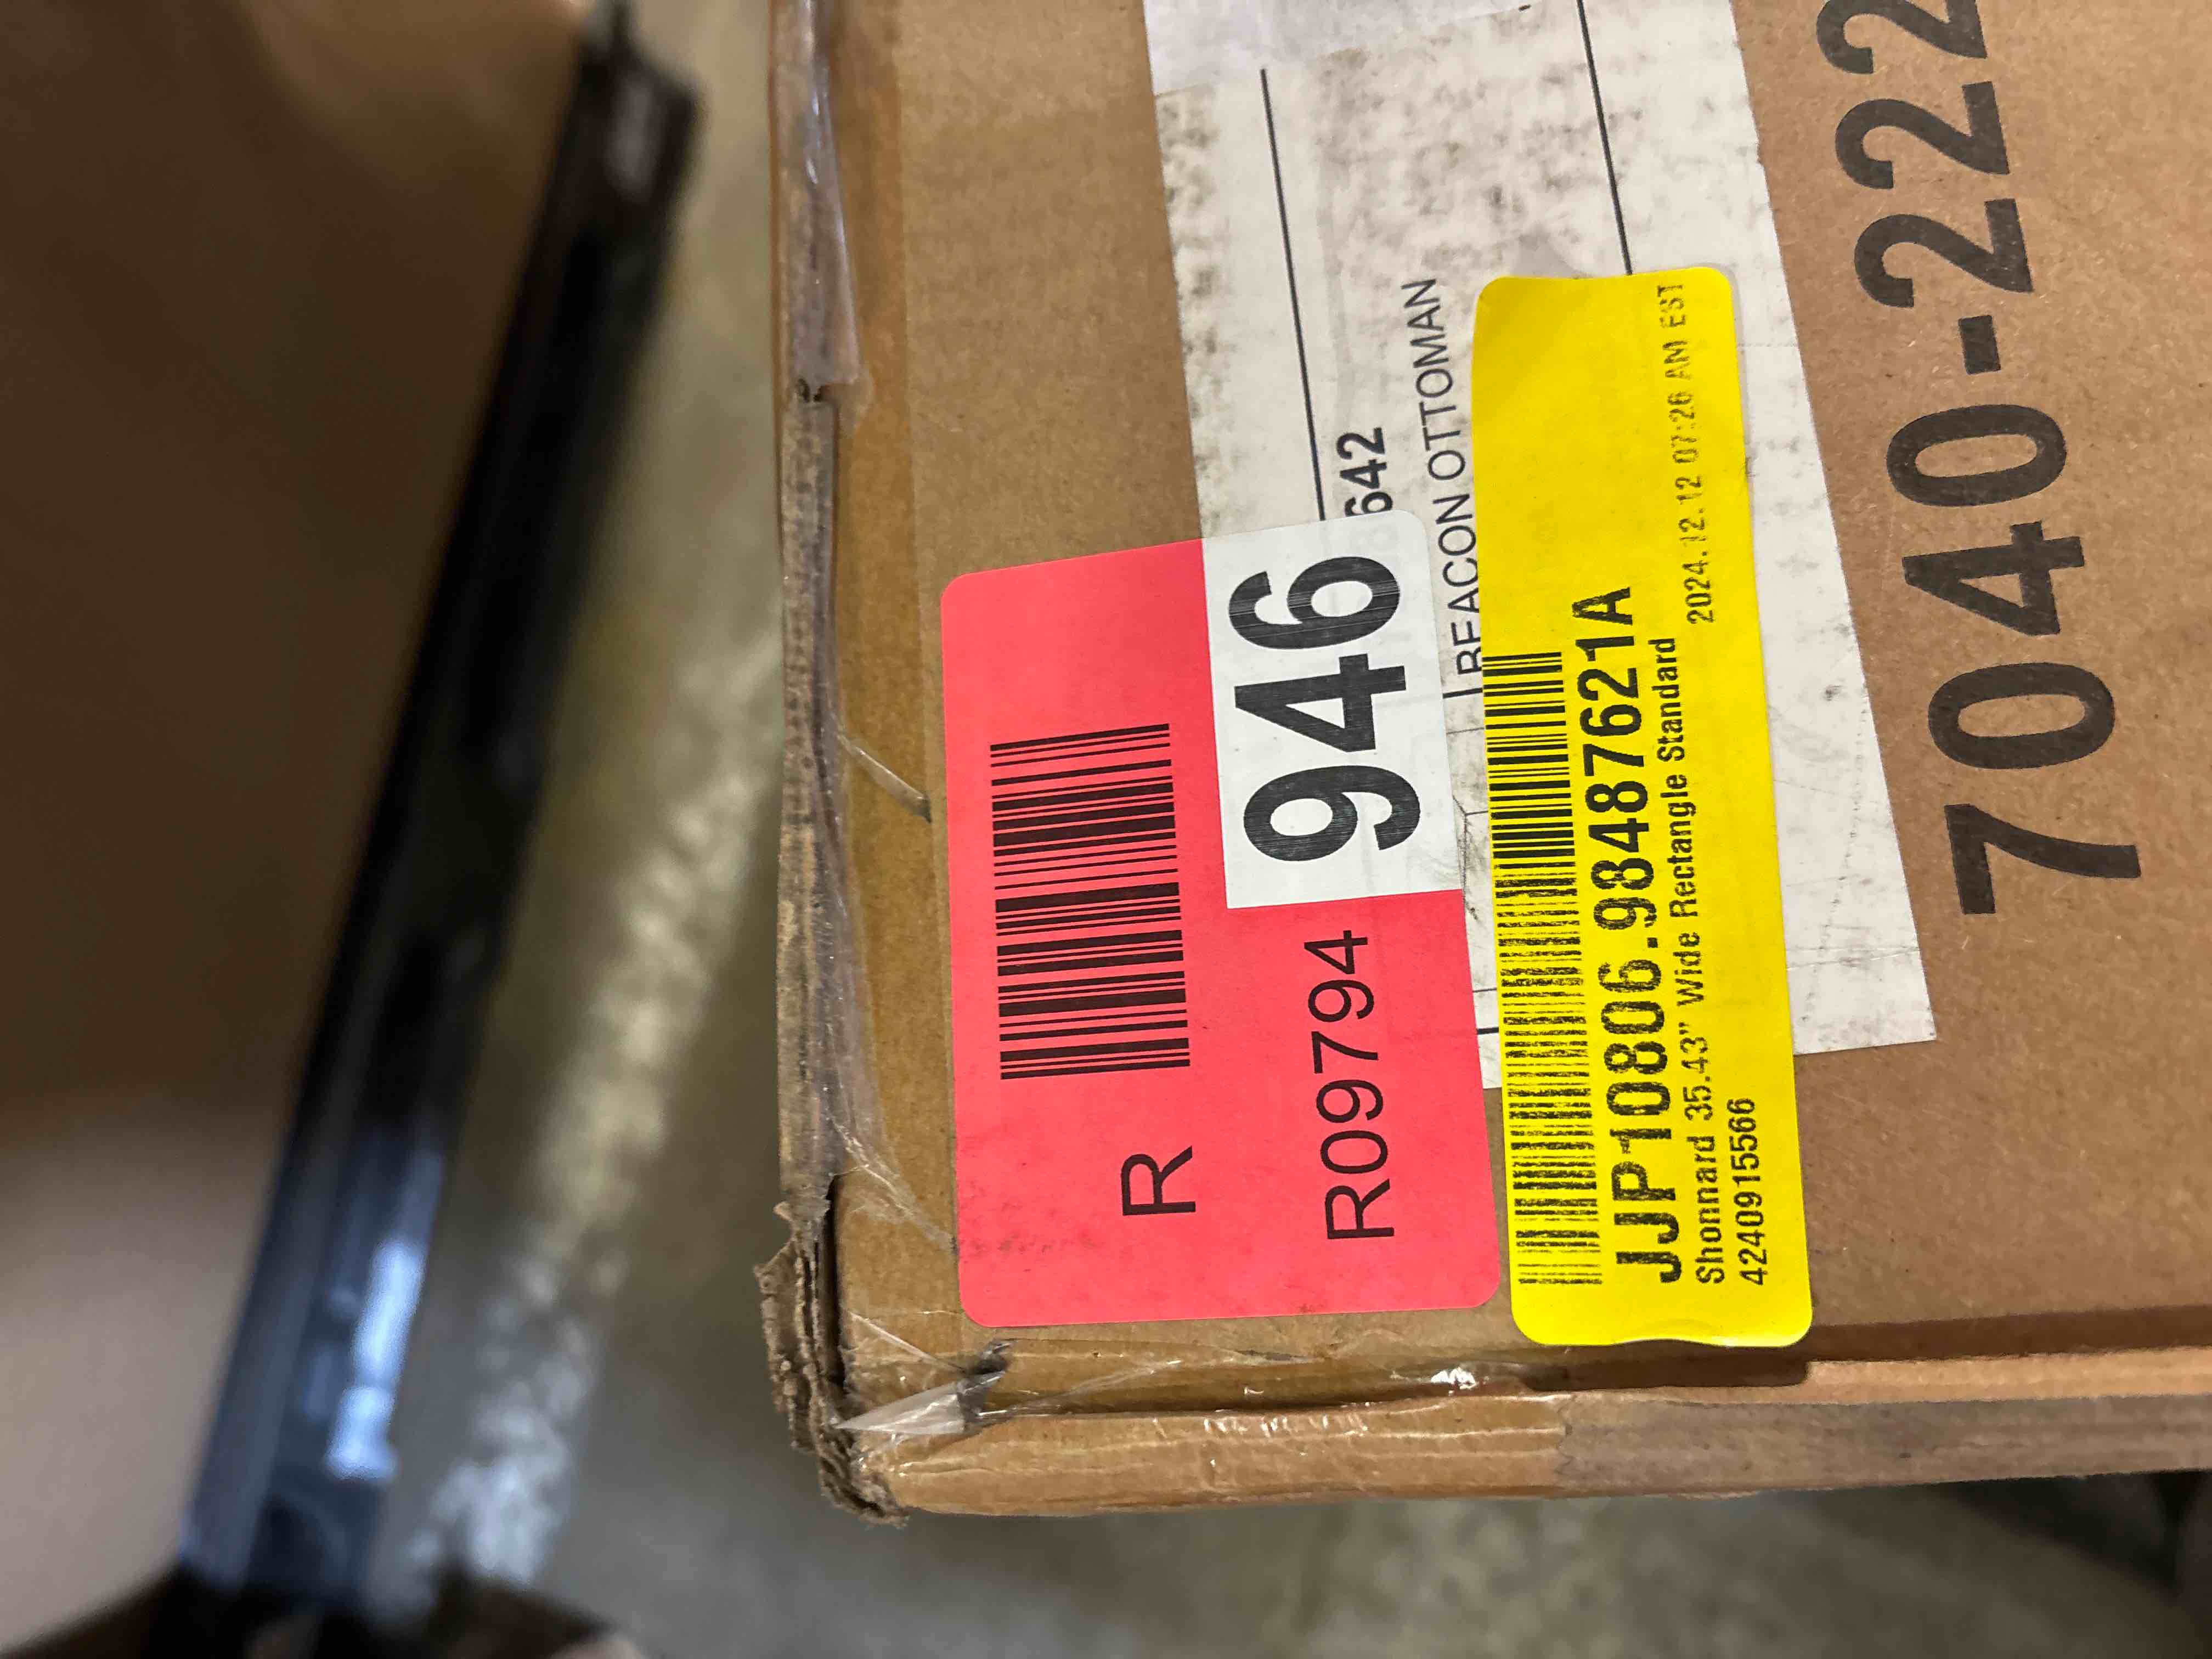 R
R09794
946
642
BEACON OTTOMAN
JJP10806.98487621A
Shonnard 35.43" Wide Rectangle Standard
4240915566
2024.12.12 07:26 AM EST
7040-222